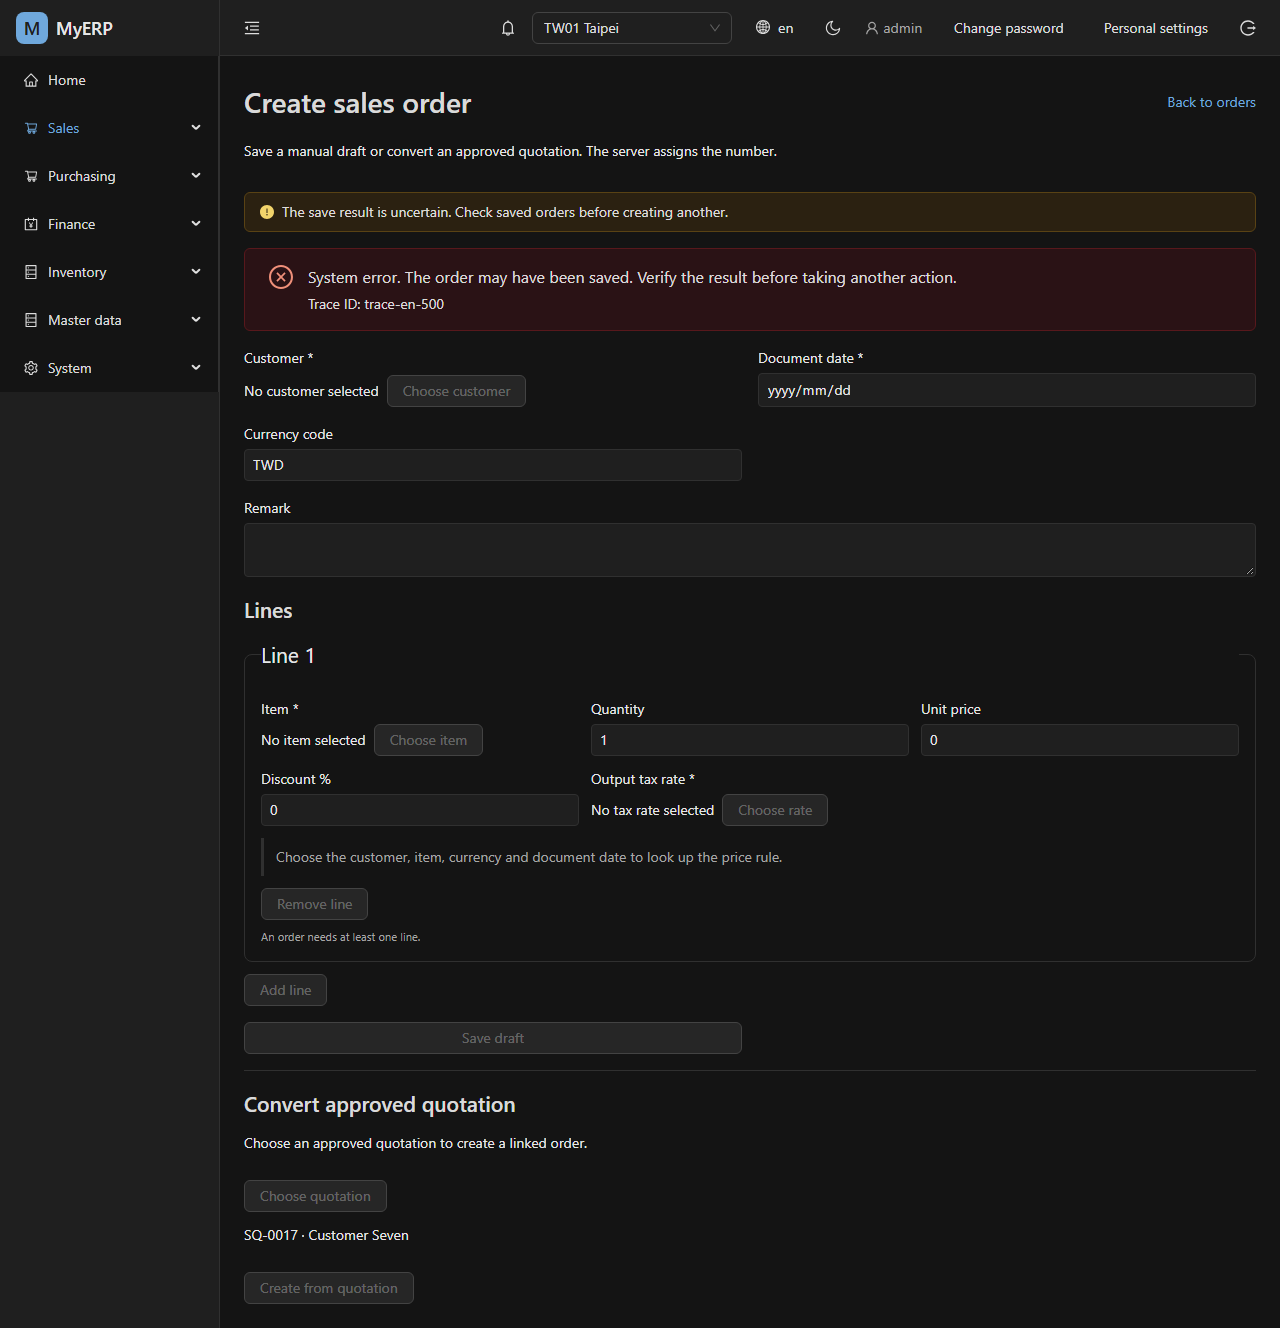 M MyERP
TW01 Taipei
en
admin
Change password
Personal settings
Home
Sales
Purchasing
Finance
Inventory
Master data
System
Create sales order
Back to orders
Save a manual draft or convert an approved quotation. The server assigns the number.
The save result is uncertain. Check saved orders before creating another.
System error. The order may have been saved. Verify the result before taking another action.
Trace ID: trace-en-500
Customer *
No customer selected
Choose customer
Document date *
yyyy/mm/dd
Currency code
TWD
Remark
Lines
Line 1
Item *
No item selected
Choose item
Quantity
1
Unit price
0
Discount %
0
Output tax rate *
No tax rate selected
Choose rate
Choose the customer, item, currency and document date to look up the price rule.
Remove line
An order needs at least one line.
Add line
Save draft
Convert approved quotation
Choose an approved quotation to create a linked order.
Choose quotation
SQ-0017 · Customer Seven
Create from quotation